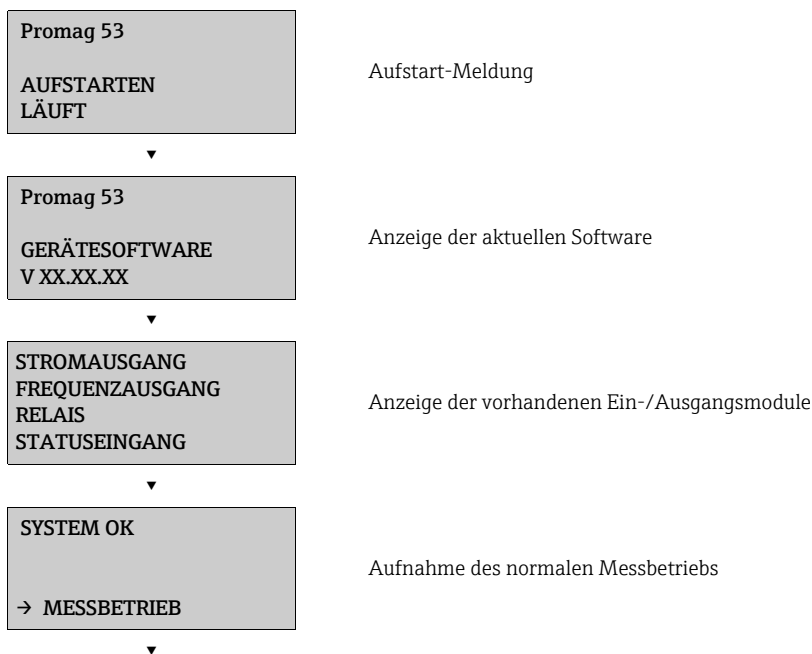 Promag 53
AUFSTARTEN
LÄUFT
Aufstart-Meldung
▼
Promag 53
GERÄTESOFTWARE
V XX.XX.XX
Anzeige der aktuellen Software
▼
STROMAUSGANG
FREQUENZAUSGANG
RELAIS
STATUSEINGANG
Anzeige der vorhandenen Ein-/Ausgangsmodule
▼
SYSTEM OK
→ MESSBETRIEB
Aufnahme des normalen Messbetriebs
▼